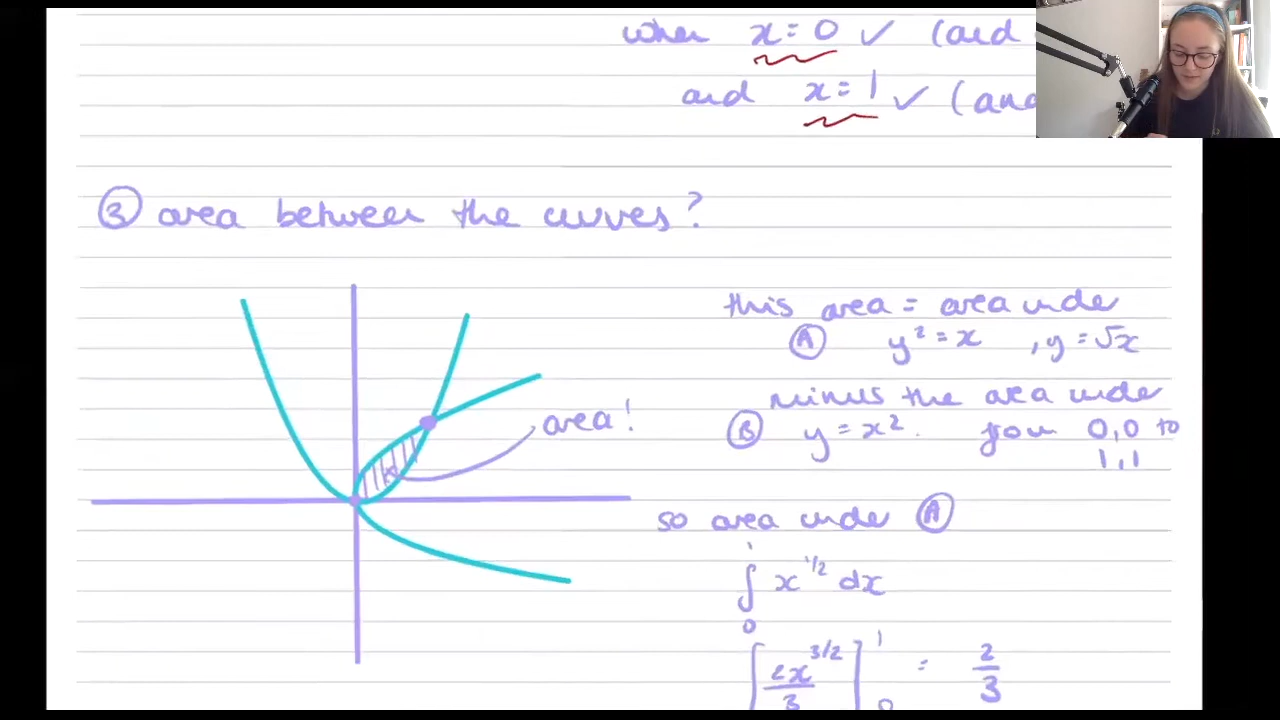 when x=0 ✓ (and
and x=1 ✓ (and
③ area between the curves?
this area = area under
Ⓐ y²=x , y=√x
minus the area under
Ⓑ y=x². from 0,0 to
1,1
area!
so area under Ⓐ
∫₀¹ x^1/2 dx
[2x^3/2 / 3]₀¹ = 2/3